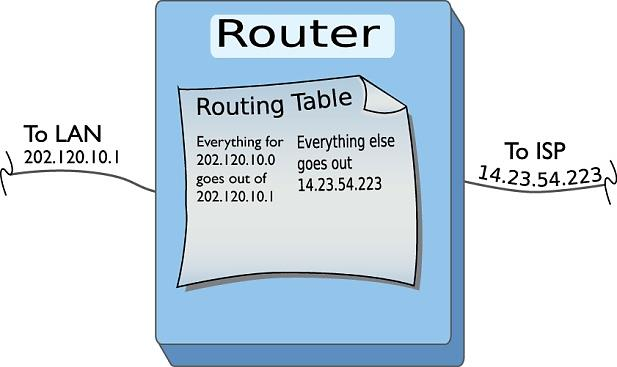 Router
Routing Table
Everything for
202.120.10.0
goes out of
202.120.10.1
Everything else
goes out
14.23.54.223
To LAN
202.120.10.1
To ISP
14.23.54.223